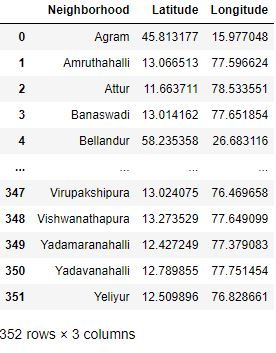 Neighborhood Latitude Longitude
0 Agram 45.813177 15.977048
1 Amruthahalli 13.066513 77.596624
2 Attur 11.663711 78.533551
3 Banaswadi 13.014162 77.651854
4 Bellandur 58.235358 26.683116
... ... ... ...
347 Virupakshipura 13.024075 76.469658
348 Vishwanathapura 13.273529 77.649099
349 Yadamaranahalli 12.427249 77.379083
350 Yadavanahalli 12.789855 77.751454
351 Yeliyur 12.509896 76.828661
352 rows × 3 columns